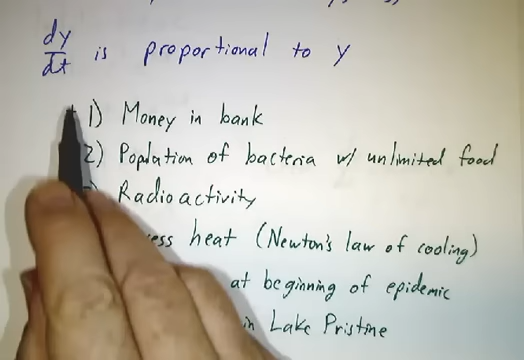 dy/dt is proportional to y
+ 1) Money in bank
2) Poplation of bacteria w/ unlimited food
) Radioactivity
ess heat (Newton's law of cooling)
at beginning of epidemic
in Lake Pristine